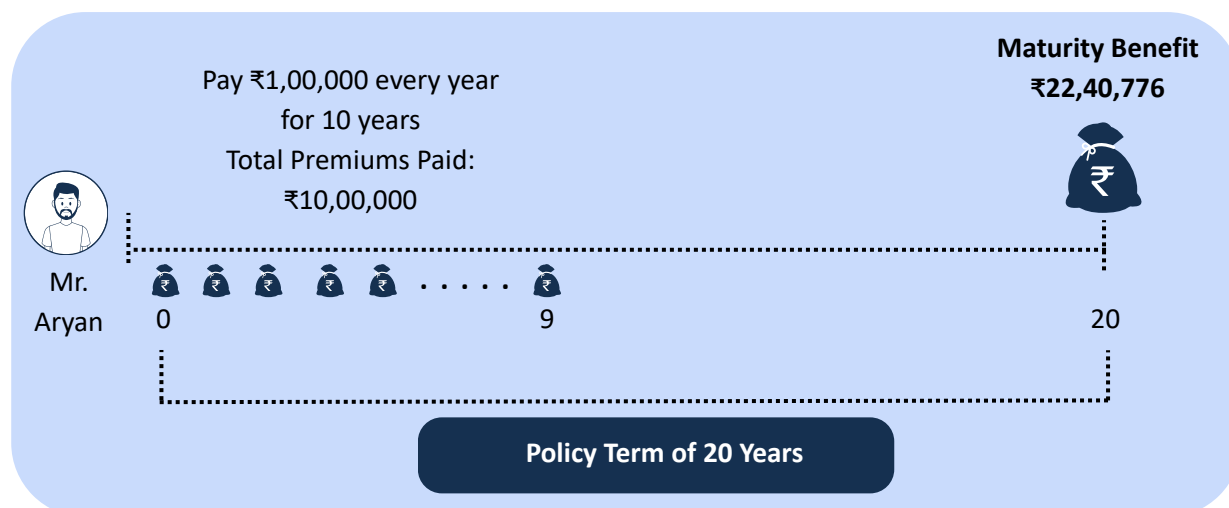 Maturity Benefit
₹22,40,776
Pay ₹1,00,000 every year
for 10 years
Total Premiums Paid:
₹10,00,000
₹
Mr.
Aryan
₹ ₹ ₹ ₹ ₹ . . . . . ₹
0 9 20
Policy Term of 20 Years